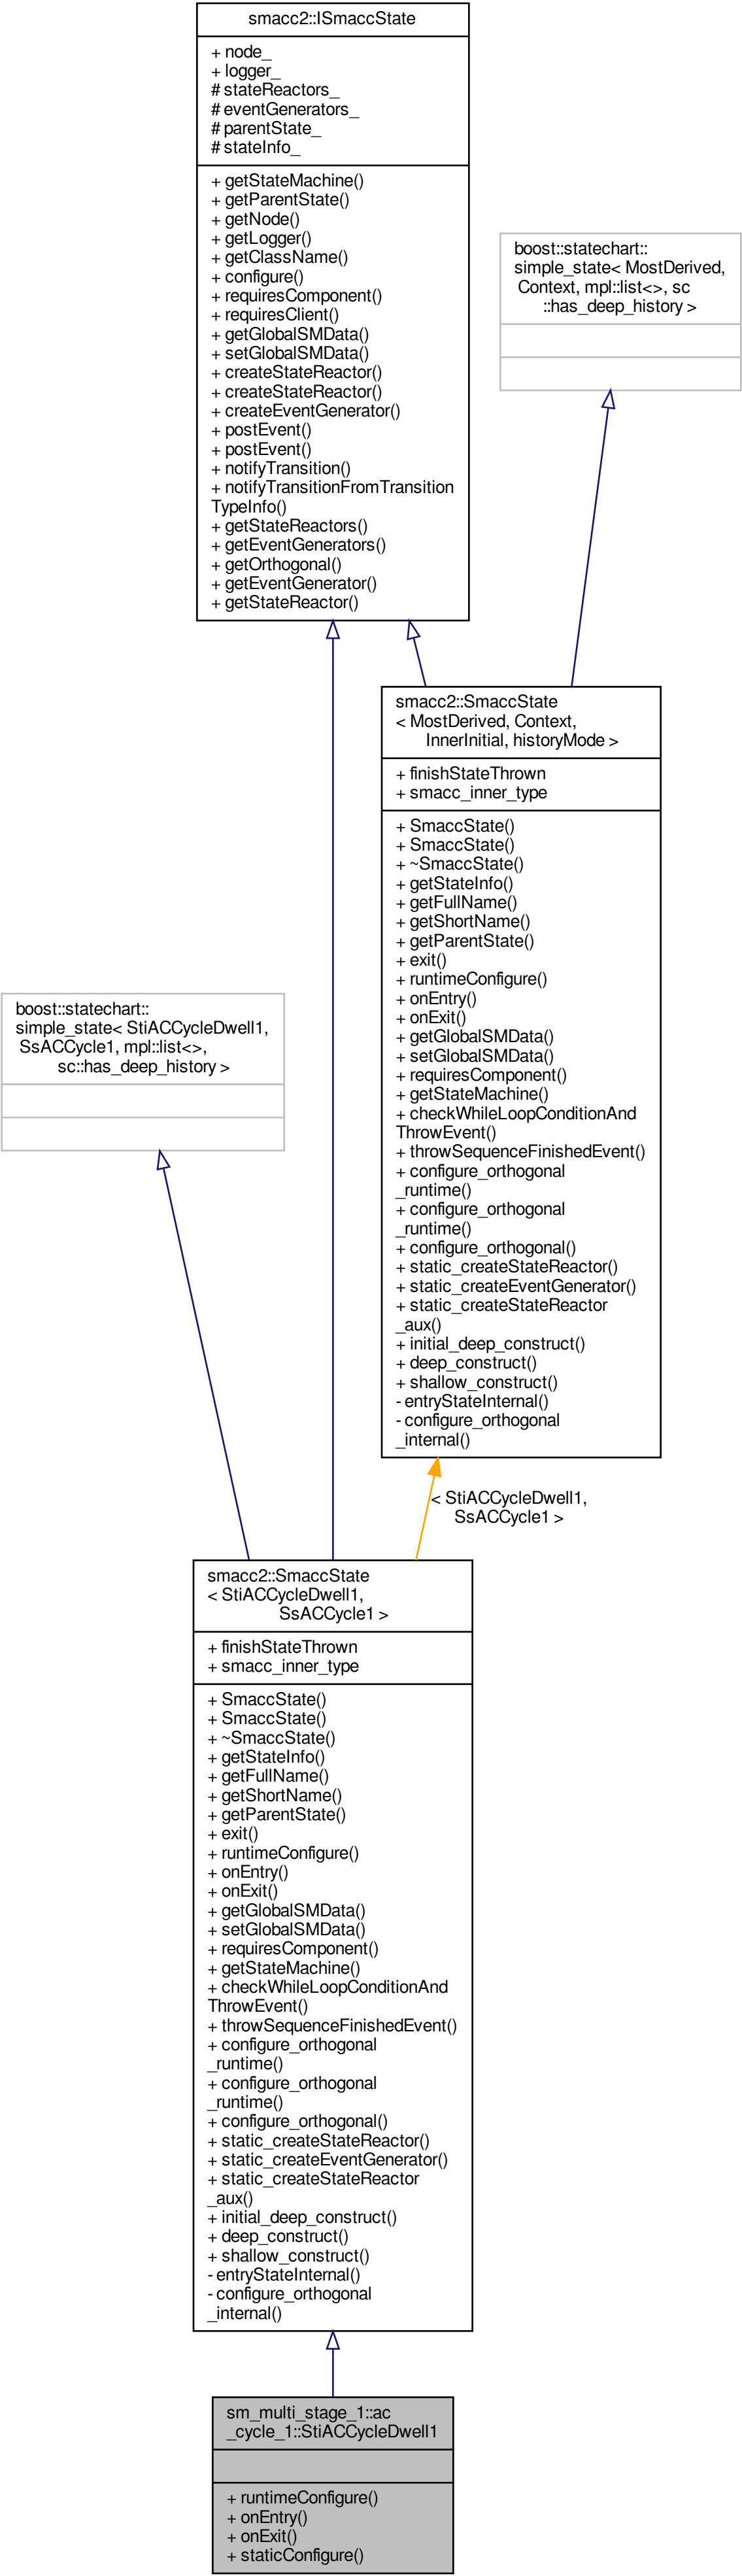 smacc2::ISmaccState
+ node_
+ logger_
# stateReactors_
# eventGenerators_
# parentState_
# stateInfo_
+ getStateMachine()
+ getParentState()
+ getNode()
+ getLogger()
+ getClassName()
+ configure()
+ requiresComponent()
+ requiresClient()
+ getGlobalSMData()
+ setGlobalSMData()
+ createStateReactor()
+ createStateReactor()
+ createEventGenerator()
+ postEvent()
+ postEvent()
+ notifyTransition()
+ notifyTransitionFromTransition
TypeInfo()
+ getStateReactors()
+ getEventGenerators()
+ getOrthogonal()
+ getEventGenerator()
+ getStateReactor()
boost::statechart::
simple_state< MostDerived,
Context, mpl::list<>, sc
::has_deep_history >
smacc2::SmaccState
< MostDerived, Context,
InnerInitial, historyMode >
+ finishStateThrown
+ smacc_inner_type
+ SmaccState()
+ SmaccState()
+ ~SmaccState()
+ getStateInfo()
+ getFullName()
+ getShortName()
+ getParentState()
+ exit()
+ runtimeConfigure()
+ onEntry()
+ onExit()
+ getGlobalSMData()
+ setGlobalSMData()
+ requiresComponent()
+ getStateMachine()
+ checkWhileLoopConditionAnd
ThrowEvent()
+ throwSequenceFinishedEvent()
+ configure_orthogonal
_runtime()
+ configure_orthogonal
_runtime()
+ configure_orthogonal()
+ static_createStateReactor()
+ static_createEventGenerator()
+ static_createStateReactor
_aux()
+ initial_deep_construct()
+ deep_construct()
+ shallow_construct()
- entryStateInternal()
- configure_orthogonal
_internal()
boost::statechart::
simple_state< StiACCycleDwell1,
SsACCycle1, mpl::list<>,
sc::has_deep_history >
< StiACCycleDwell1,
SsACCycle1 >
smacc2::SmaccState
< StiACCycleDwell1,
SsACCycle1 >
+ finishStateThrown
+ smacc_inner_type
+ SmaccState()
+ SmaccState()
+ ~SmaccState()
+ getStateInfo()
+ getFullName()
+ getShortName()
+ getParentState()
+ exit()
+ runtimeConfigure()
+ onEntry()
+ onExit()
+ getGlobalSMData()
+ setGlobalSMData()
+ requiresComponent()
+ getStateMachine()
+ checkWhileLoopConditionAnd
ThrowEvent()
+ throwSequenceFinishedEvent()
+ configure_orthogonal
_runtime()
+ configure_orthogonal
_runtime()
+ configure_orthogonal()
+ static_createStateReactor()
+ static_createEventGenerator()
+ static_createStateReactor
_aux()
+ initial_deep_construct()
+ deep_construct()
+ shallow_construct()
- entryStateInternal()
- configure_orthogonal
_internal()
sm_multi_stage_1::ac
_cycle_1::StiACCycleDwell1
+ runtimeConfigure()
+ onEntry()
+ onExit()
+ staticConfigure()